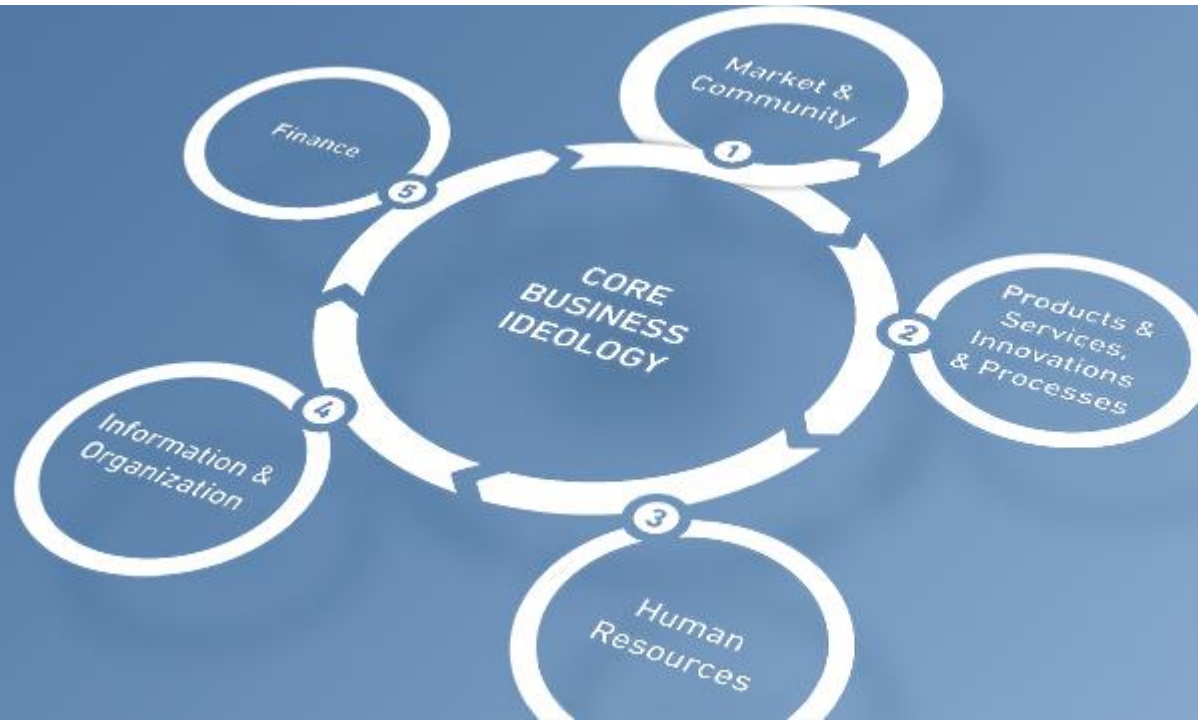 CORE
BUSINESS
IDEOLOGY
1
Market &
Community
2
Products &
Services,
Innovations
& Processes
3
Human
Resources
4
Information &
Organization
5
Finance